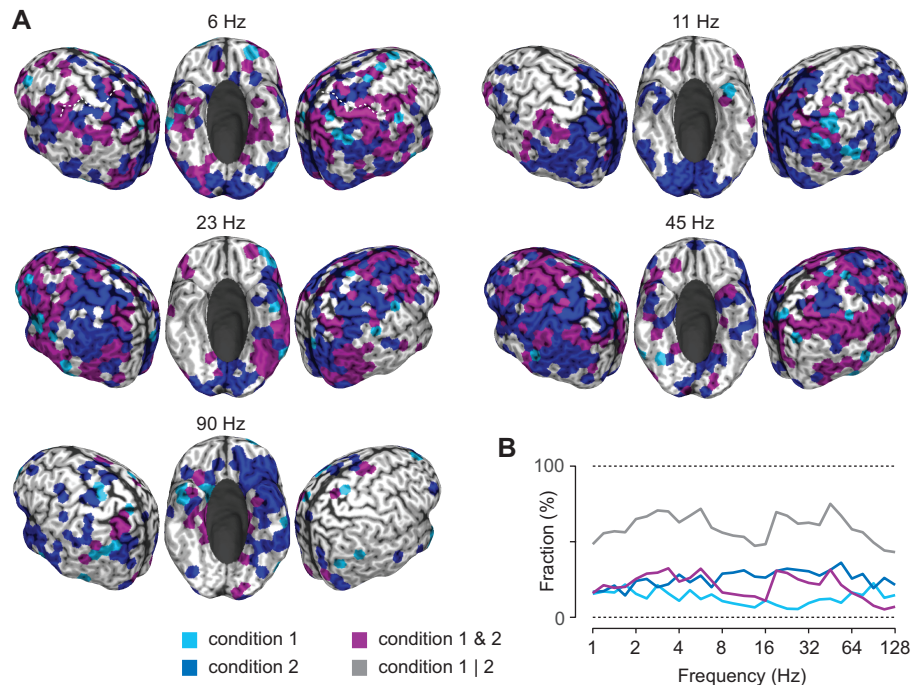 A
6 Hz
11 Hz
23 Hz
45 Hz
90 Hz
condition 1
condition 2
condition 1 & 2
condition 1 | 2
B
100
0
Fraction (%)
1 2 4 8 16 32 64 128
Frequency (Hz)